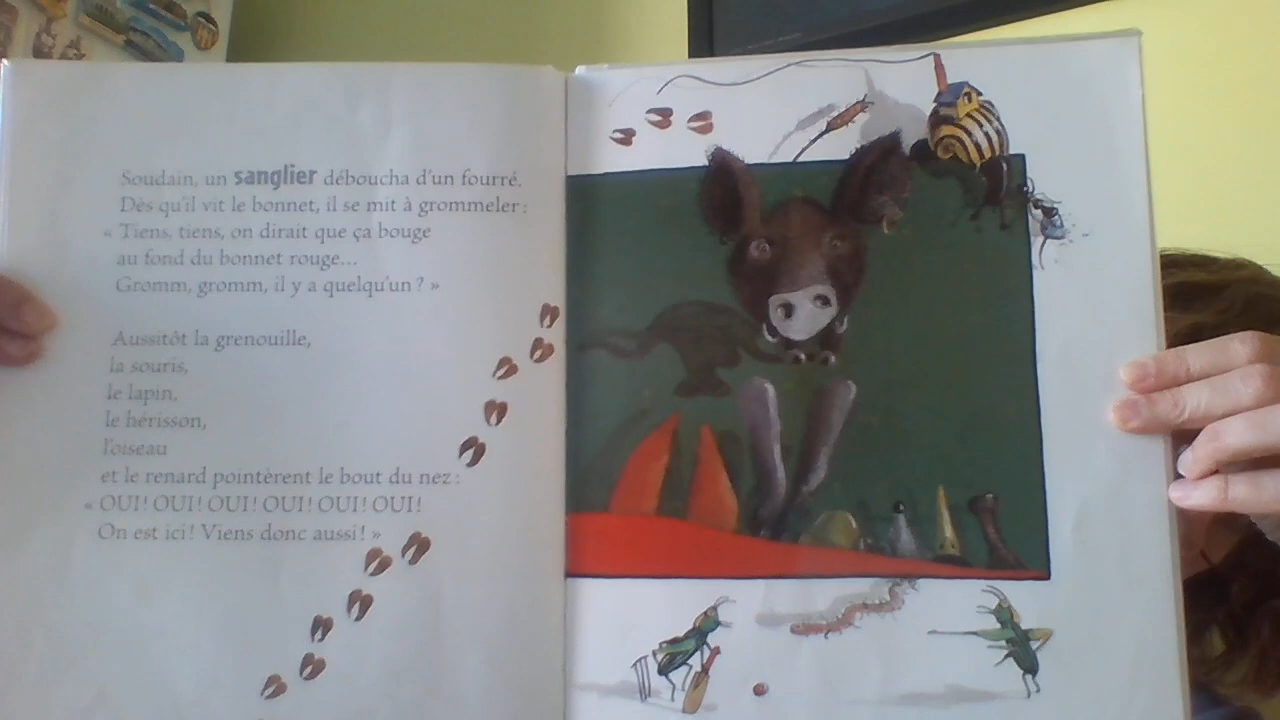 Soudain, un sanglier déboucha d'un fourré.
Dès qu'il vit le bonnet, il se mit à grommeler :
« Tiens, tiens, on dirait que ça bouge
au fond du bonnet rouge...
Gromm, gromm, il y a quelqu'un ? »
Aussitôt la grenouille,
la souris,
le lapin,
le hérisson,
l'oiseau
et le renard pointèrent le bout du nez :
« OUI ! OUI ! OUI ! OUI ! OUI ! OUI !
On est ici ! Viens donc aussi ! »